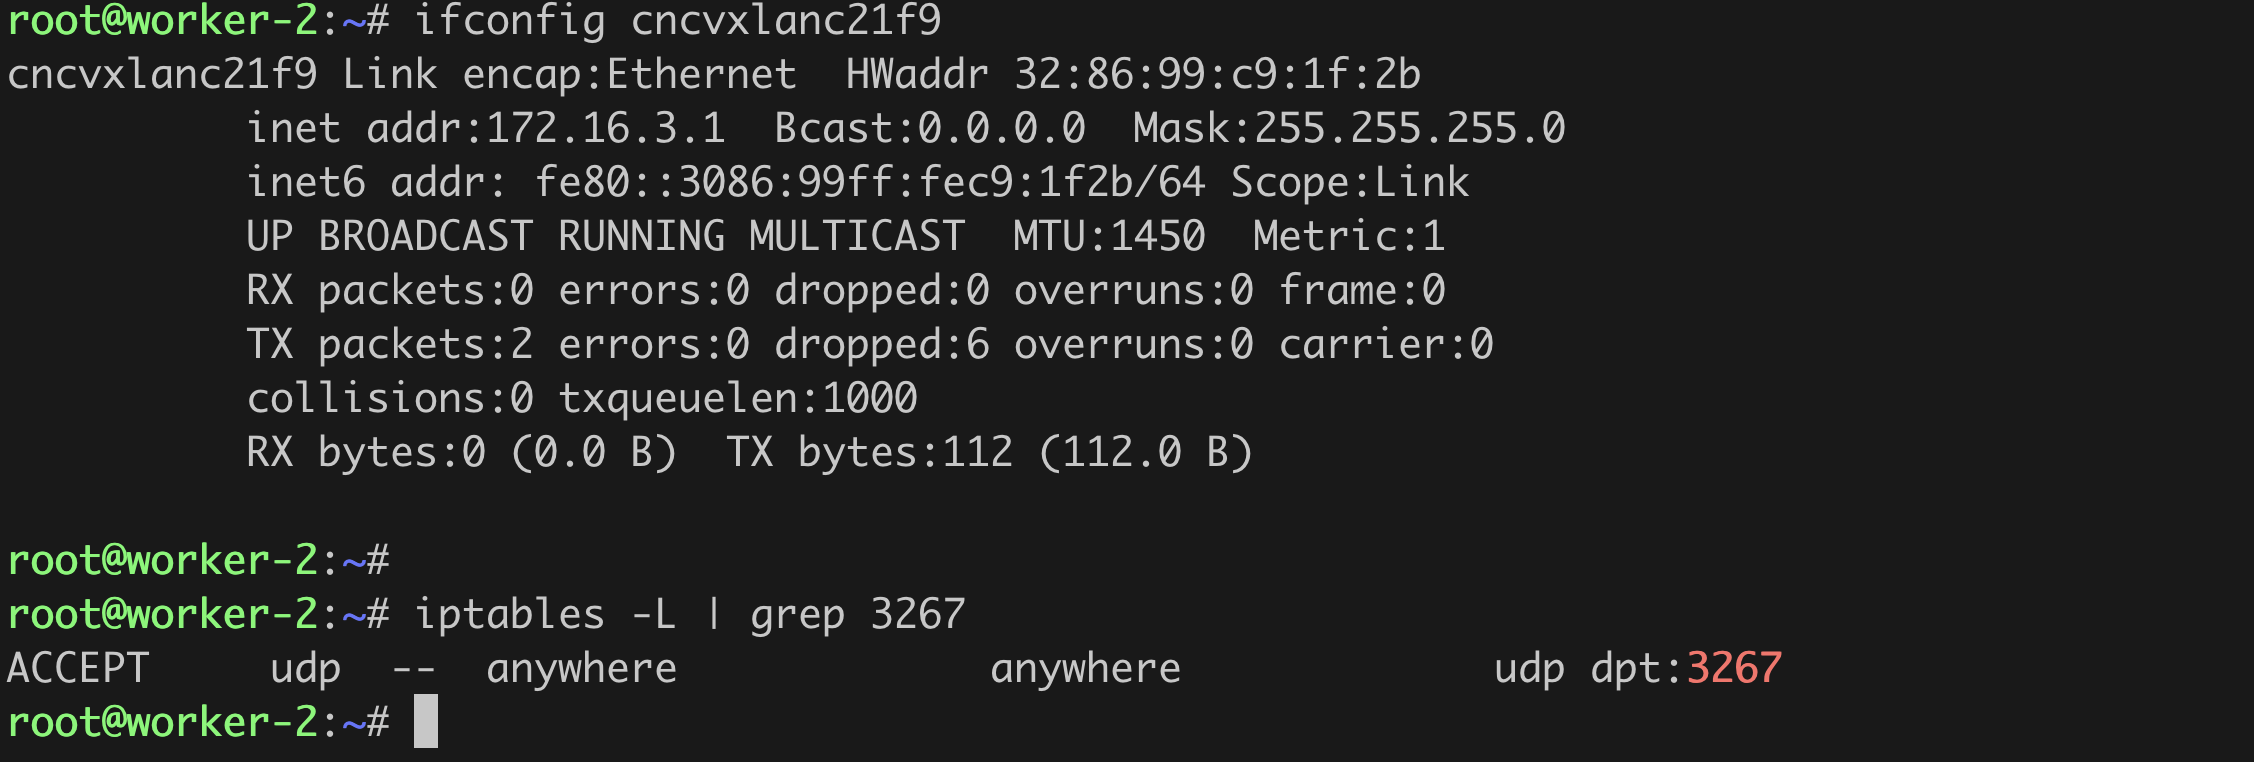 root@worker-2:~# ifconfig cncvxlanc21f9
cncvxlanc21f9 Link encap:Ethernet  HWaddr 32:86:99:c9:1f:2b
          inet addr:172.16.3.1  Bcast:0.0.0.0  Mask:255.255.255.0
          inet6 addr: fe80::3086:99ff:fec9:1f2b/64 Scope:Link
          UP BROADCAST RUNNING MULTICAST  MTU:1450  Metric:1
          RX packets:0 errors:0 dropped:0 overruns:0 frame:0
          TX packets:2 errors:0 dropped:6 overruns:0 carrier:0
          collisions:0 txqueuelen:1000
          RX bytes:0 (0.0 B)  TX bytes:112 (112.0 B)

root@worker-2:~#
root@worker-2:~# iptables -L | grep 3267
ACCEPT     udp  --  anywhere             anywhere             udp dpt:3267
root@worker-2:~#